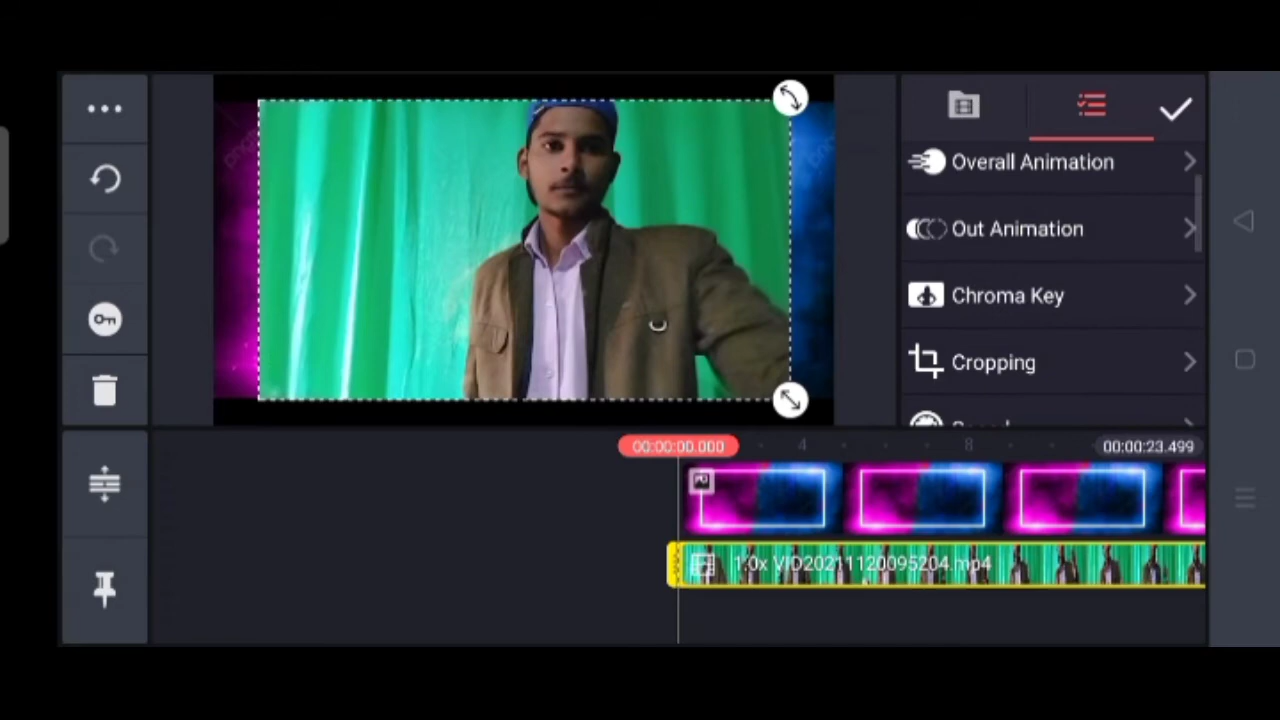 Overall Animation
Out Animation
Chroma Key
Cropping
00:00:00.000
4
8
00:00:23.499
1.0x VID20211120095204.mp4